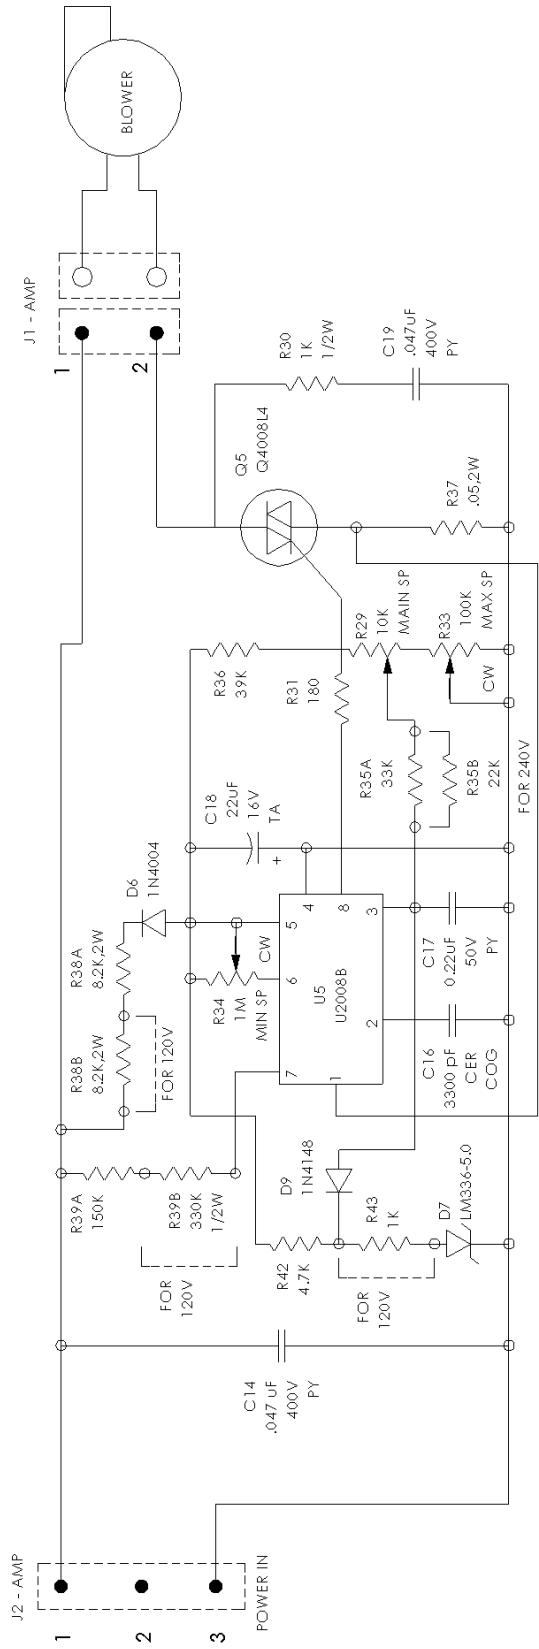 J2 - AMP
1
2
3
POWER IN
C14
.047 uF
400V
PY
FOR
120V
R39A
150K
R39B
330K
1/2W
R38B
8.2K,2W
FOR 120V
R38A
8.2K,2W
D6
1N4004
R42
4.7K
FOR
120V
D9
1N4148
R43
1K
D7
LM336-5.0
R34
1M
MIN SP
CW
7
6
5
U5
U2008B
1
2
3
4
8
C16
3300 pF
CER
COG
C17
0.22uF
50V
PY
C18
22uF
16V
TA
+
R36
39K
R31
180
R35A
33K
R35B
22K
FOR 240V
R29
10K
MAIN SP
R33
100K
MAX SP
CW
Q5
Q4008L4
R37
.05,2W
R30
1K
1/2W
C19
.047uF
400V
PY
J1 - AMP
1
2
BLOWER